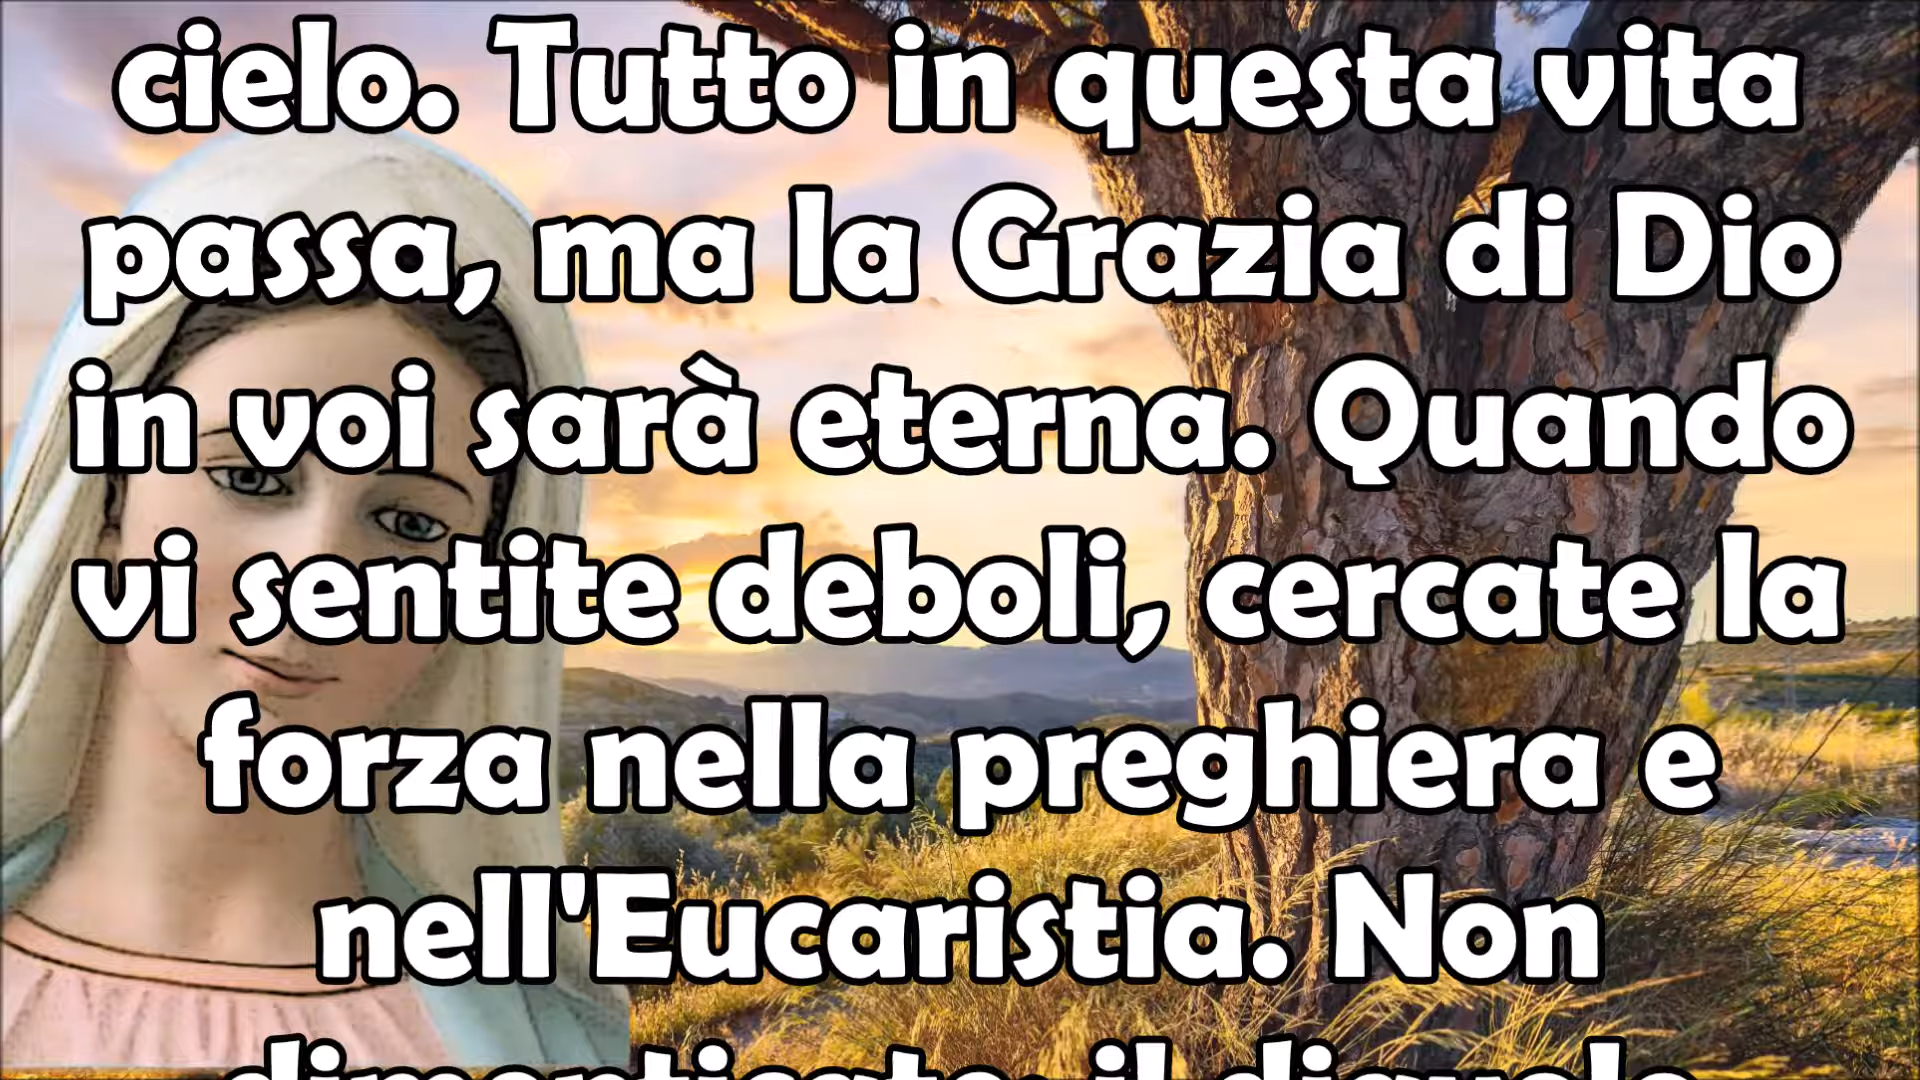 cielo. Tutto in questa vita
passa, ma la Grazia di Dio
in voi sarà eterna. Quando
vi sentite deboli, cercate la
forza nella preghiera e
nell'Eucaristia. Non
dimenticate, il diavolo